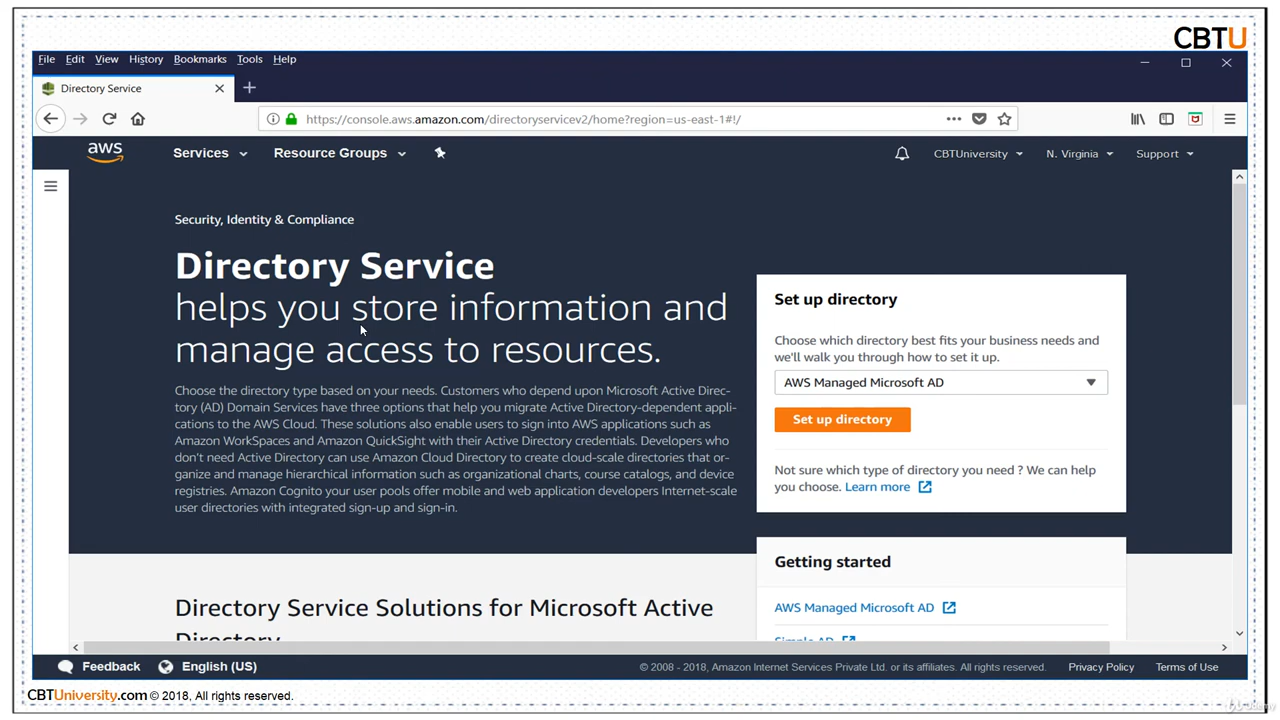 CBTU
File Edit View History Bookmarks Tools Help
Directory Service
https://console.aws.amazon.com/directoryservicev2/home?region=us-east-1#!/
aws Services Resource Groups CBTUniversity N. Virginia Support
Security, Identity & Compliance
Directory Service
helps you store information and
manage access to resources.
Choose the directory type based on your needs. Customers who depend upon Microsoft Active Direc-
tory (AD) Domain Services have three options that help you migrate Active Directory-dependent appli-
cations to the AWS Cloud. These solutions also enable users to sign into AWS applications such as
Amazon WorkSpaces and Amazon QuickSight with their Active Directory credentials. Developers who
don't need Active Directory can use Amazon Cloud Directory to create cloud-scale directories that or-
ganize and manage hierarchical information such as organizational charts, course catalogs, and device
registries. Amazon Cognito your user pools offer mobile and web application developers Internet-scale
user directories with integrated sign-up and sign-in.
Set up directory
Choose which directory best fits your business needs and
we'll walk you through how to set it up.
AWS Managed Microsoft AD
Set up directory
Not sure which type of directory you need ? We can help
you choose. Learn more
Getting started
AWS Managed Microsoft AD
Simple AD
Directory Service Solutions for Microsoft Active
Directory
Feedback English (US) © 2008 - 2018, Amazon Internet Services Private Ltd. or its affiliates. All rights reserved. Privacy Policy Terms of Use
CBTUniversity.com © 2018, All rights reserved.
Udemy